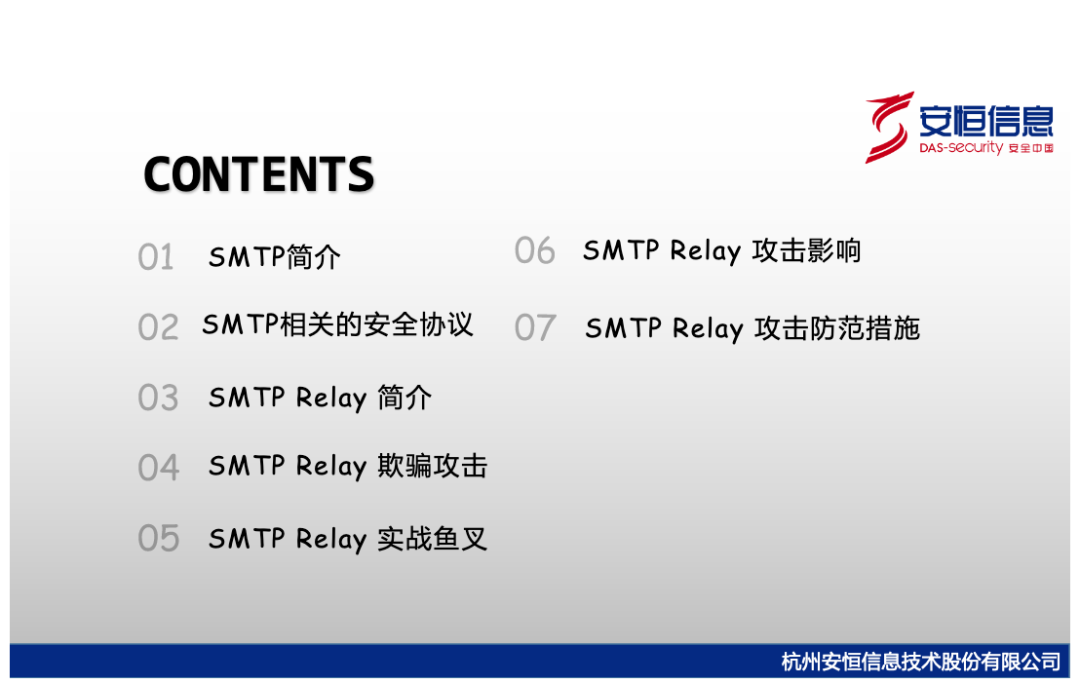 安恒信息
DAS-security 安全中国
CONTENTS
01 SMTP简介
02 SMTP相关的安全协议
03 SMTP Relay 简介
04 SMTP Relay 欺骗攻击
05 SMTP Relay 实战鱼叉
06 SMTP Relay 攻击影响
07 SMTP Relay 攻击防范措施
杭州安恒信息技术股份有限公司